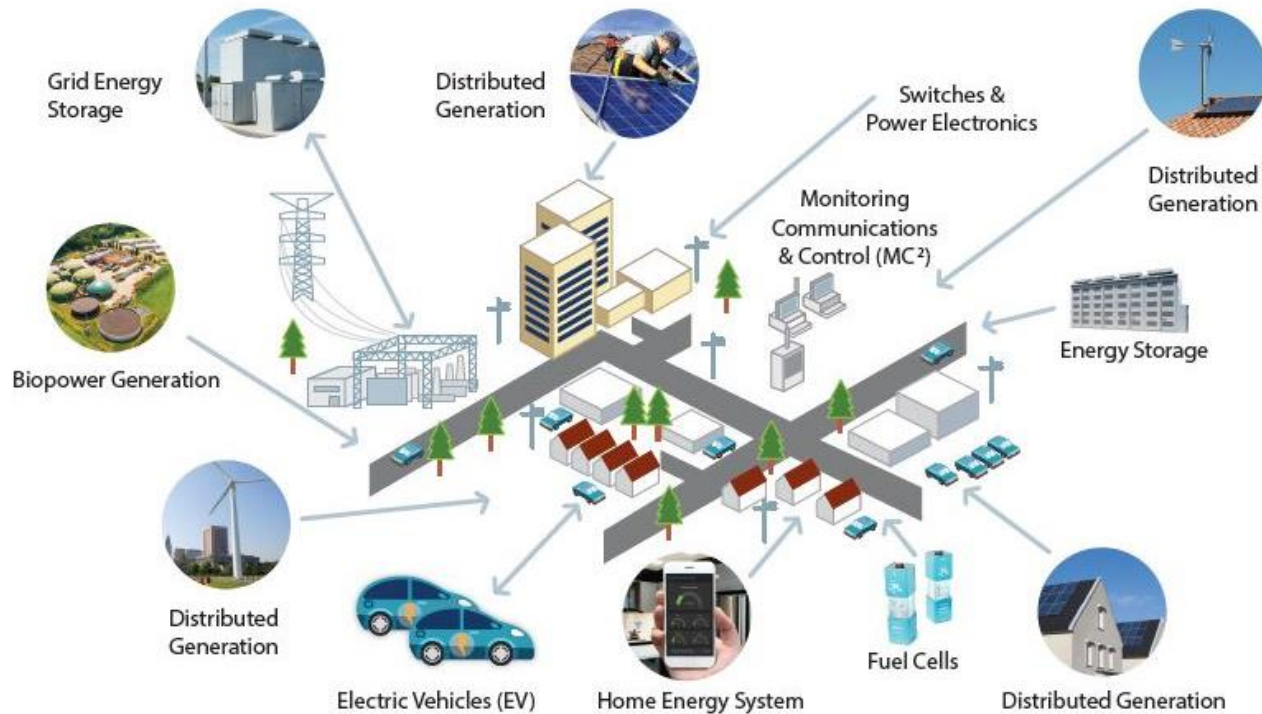 Grid Energy
Storage
Distributed
Generation
Switches &
Power Electronics
Distributed
Generation
Monitoring
Communications
& Control (MC²)
Energy Storage
Biopower Generation
Distributed
Generation
Electric Vehicles (EV)
Home Energy System
Fuel Cells
Distributed Generation